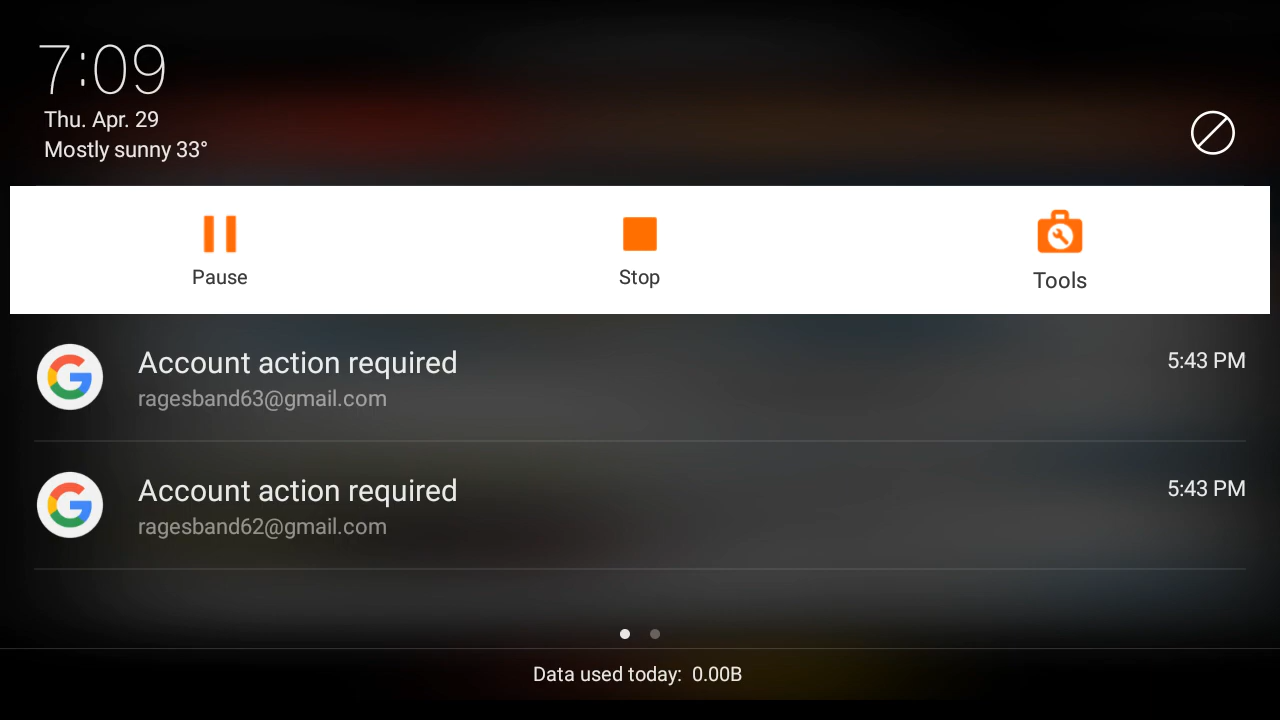 7:09
Thu. Apr. 29
Mostly sunny 33°
Pause
Stop
Tools
Account action required
5:43 PM
ragesband63@gmail.com
Account action required
5:43 PM
ragesband62@gmail.com
Data used today: 0.00B